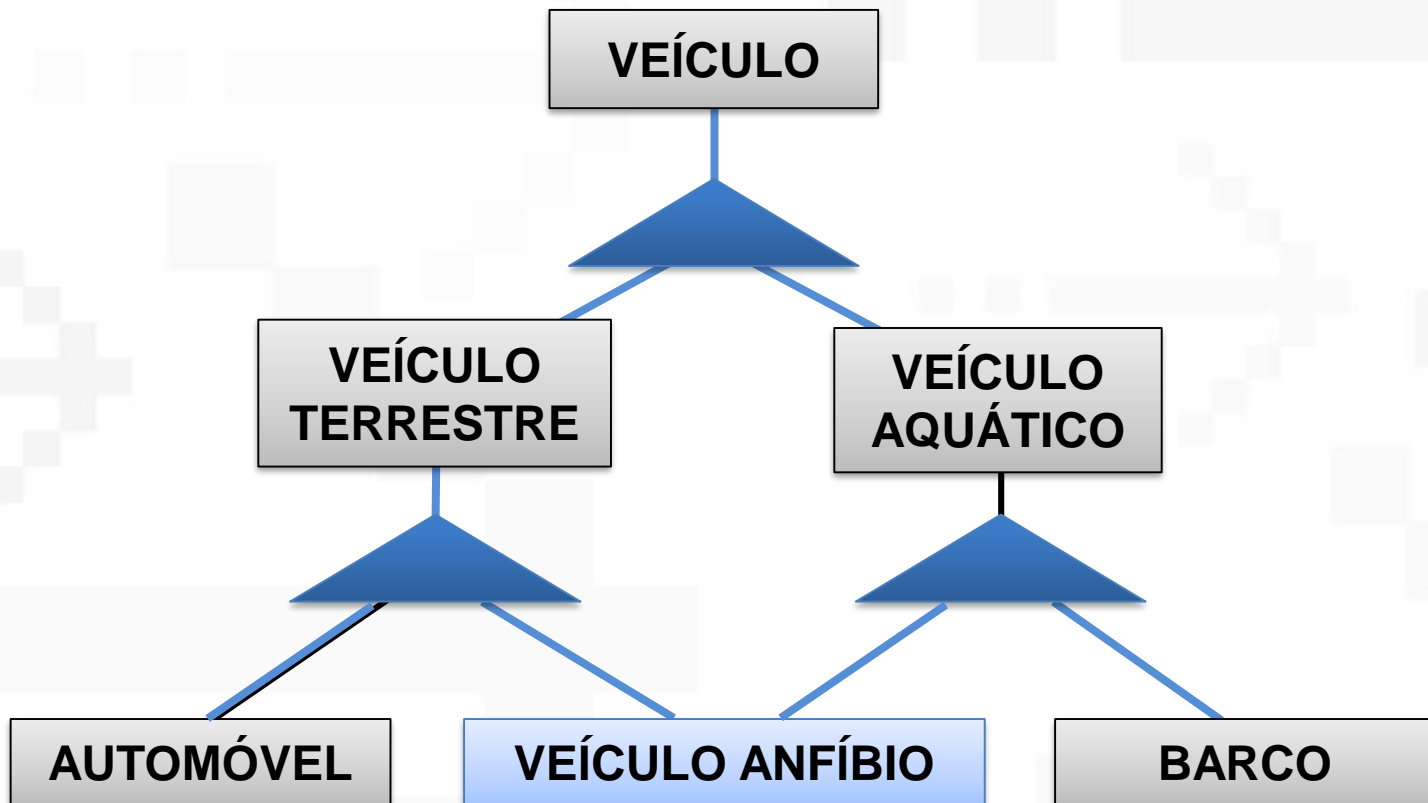 VEÍCULO
VEÍCULO
TERRESTRE
VEÍCULO
AQUÁTICO
AUTOMÓVEL
VEÍCULO ANFÍBIO
BARCO